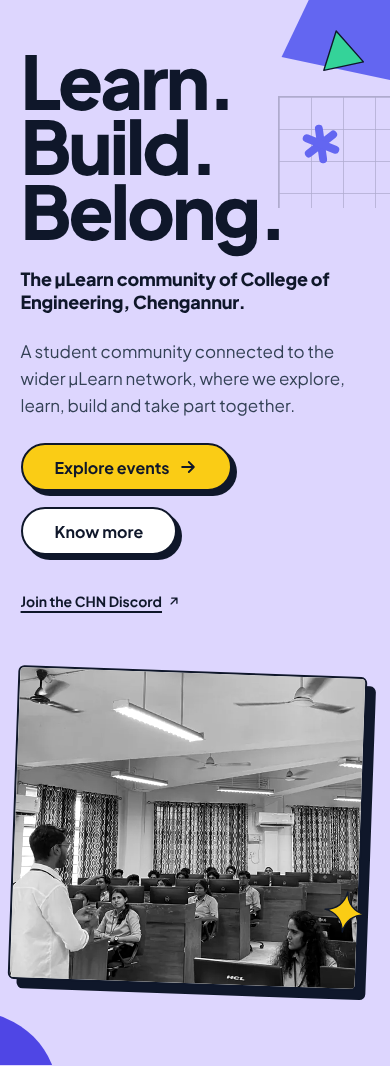 Learn.
Build.
Belong.
The µLearn community of College of
Engineering, Chengannur.
A student community connected to the
wider µLearn network, where we explore,
learn, build and take part together.
Explore events →
Know more
Join the CHN Discord ↗
HCL